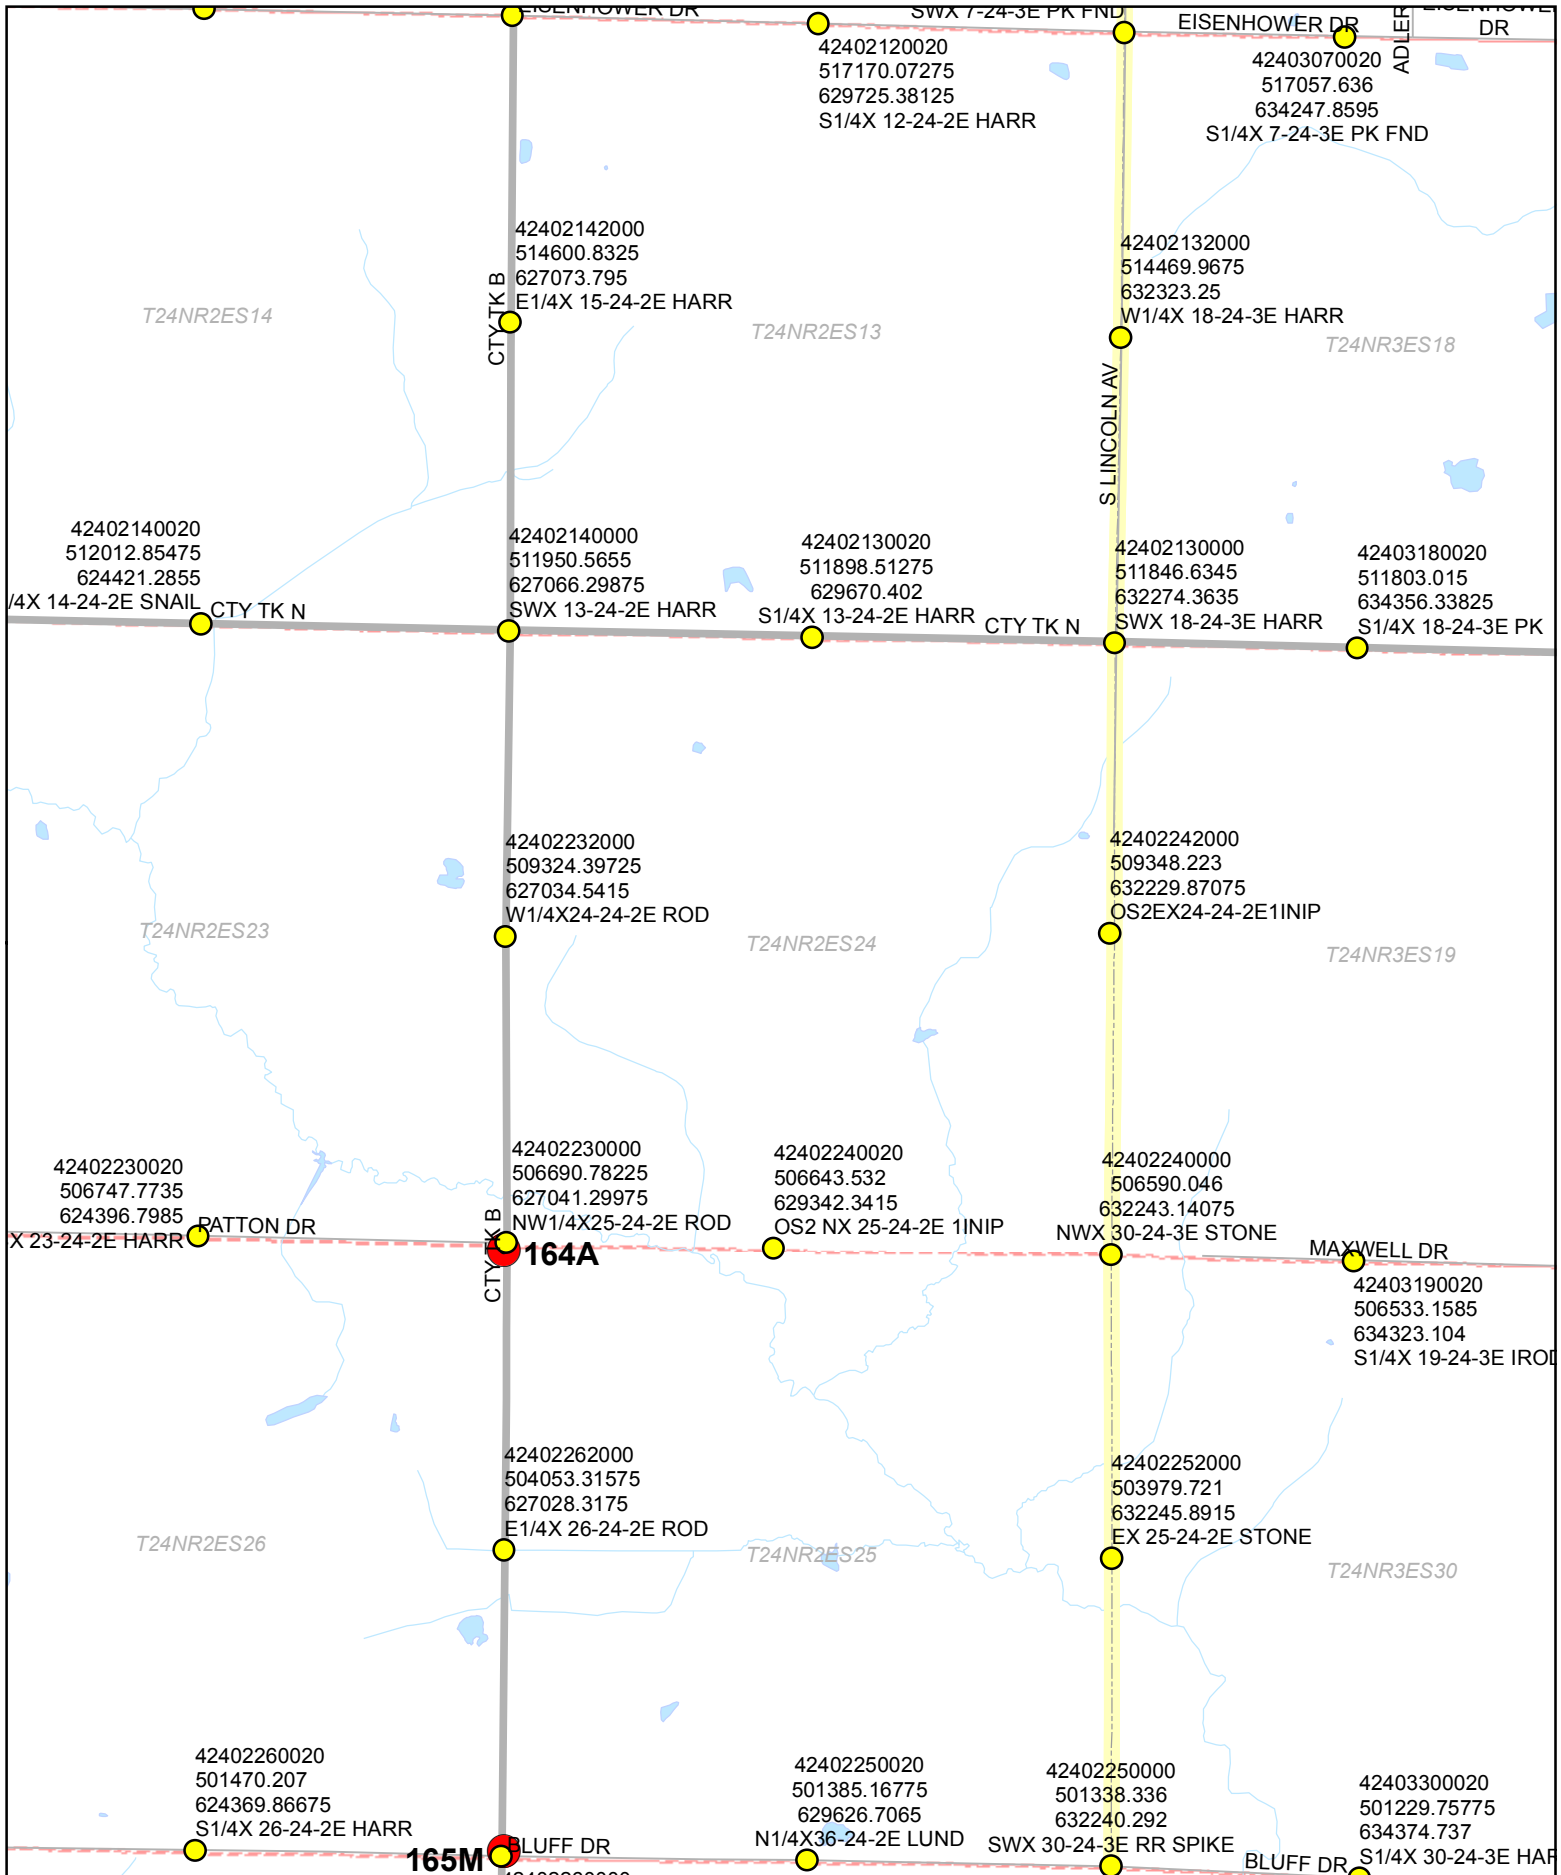 EISENHOWER DR
SWX 7-24-3E PK FND
EISENHOWER DR
ADLER
DR
42402120020
517170.07275
629725.38125
S1/4X 12-24-2E HARR
42403070020
517057.636
634247.8595
S1/4X 7-24-3E PK FND
42402142000
514600.8325
627073.795
E1/4X 15-24-2E HARR
CTY TK B
42402132000
514469.9675
632323.25
W1/4X 18-24-3E HARR
T24NR2ES14
T24NR2ES13
T24NR3ES18
S LINCOLN AV
42402140020
512012.85475
624421.2855
/4X 14-24-2E SNAIL
CTY TK N
42402140000
511950.5655
627066.29875
SWX 13-24-2E HARR
42402130020
511898.51275
629670.402
S1/4X 13-24-2E HARR
CTY TK N
42402130000
511846.6345
632274.3635
SWX 18-24-3E HARR
42403180020
511803.015
634356.33825
S1/4X 18-24-3E PK
42402232000
509324.39725
627034.5415
W1/4X24-24-2E ROD
42402242000
509348.223
632229.87075
OS2EX24-24-2E1INIP
T24NR2ES23
T24NR2ES24
T24NR3ES19
42402230020
506747.7735
624396.7985
X 23-24-2E HARR
PATTON DR
42402230000
506690.78225
627041.29975
NW1/4X25-24-2E ROD
CTY TK B
164A
42402240020
506643.532
629342.3415
OS2 NX 25-24-2E 1INIP
42402240000
506590.046
632243.14075
NWX 30-24-3E STONE
MAXWELL DR
42403190020
506533.1585
634323.104
S1/4X 19-24-3E IROD
42402262000
504053.31575
627028.3175
E1/4X 26-24-2E ROD
42402252000
503979.721
632245.8915
EX 25-24-2E STONE
T24NR2ES26
T24NR2ES25
T24NR3ES30
42402260020
501470.207
624369.86675
S1/4X 26-24-2E HARR
165M
BLUFF DR
42402250020
501385.16775
629626.7065
N1/4X36-24-2E LUND
42402250000
501338.336
632240.292
SWX 30-24-3E RR SPIKE
BLUFF DR
42403300020
501229.75775
634374.737
S1/4X 30-24-3E HAR